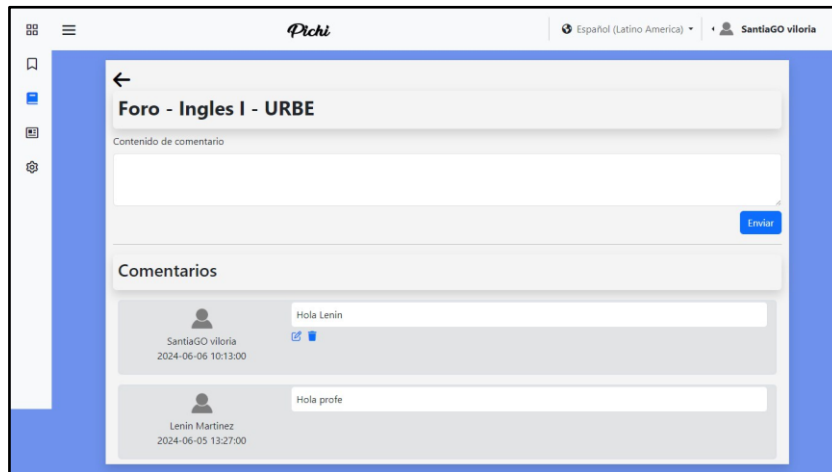 Pichi
Español (Latino America)
SantiaGO viloria
Foro - Ingles I - URBE
Contenido de comentario
Enviar
Comentarios
SantiaGO viloria
2024-06-06 10:13:00
Hola Lenin
Lenin Martinez
2024-06-05 13:27:00
Hola profe